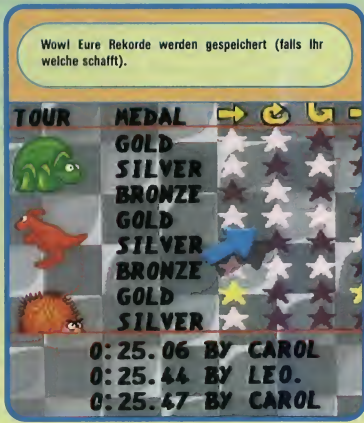 Wow! Eure Rekorde werden gespeichert (falls Ihr
welche schafft).
TOUR MEDAL
GOLD
SILVER
BRONZE
GOLD
SILVER
BRONZE
GOLD
SILVER
0:25.06 BY CAROL
0:25.44 BY LEO.
0:25.47 BY CAROL